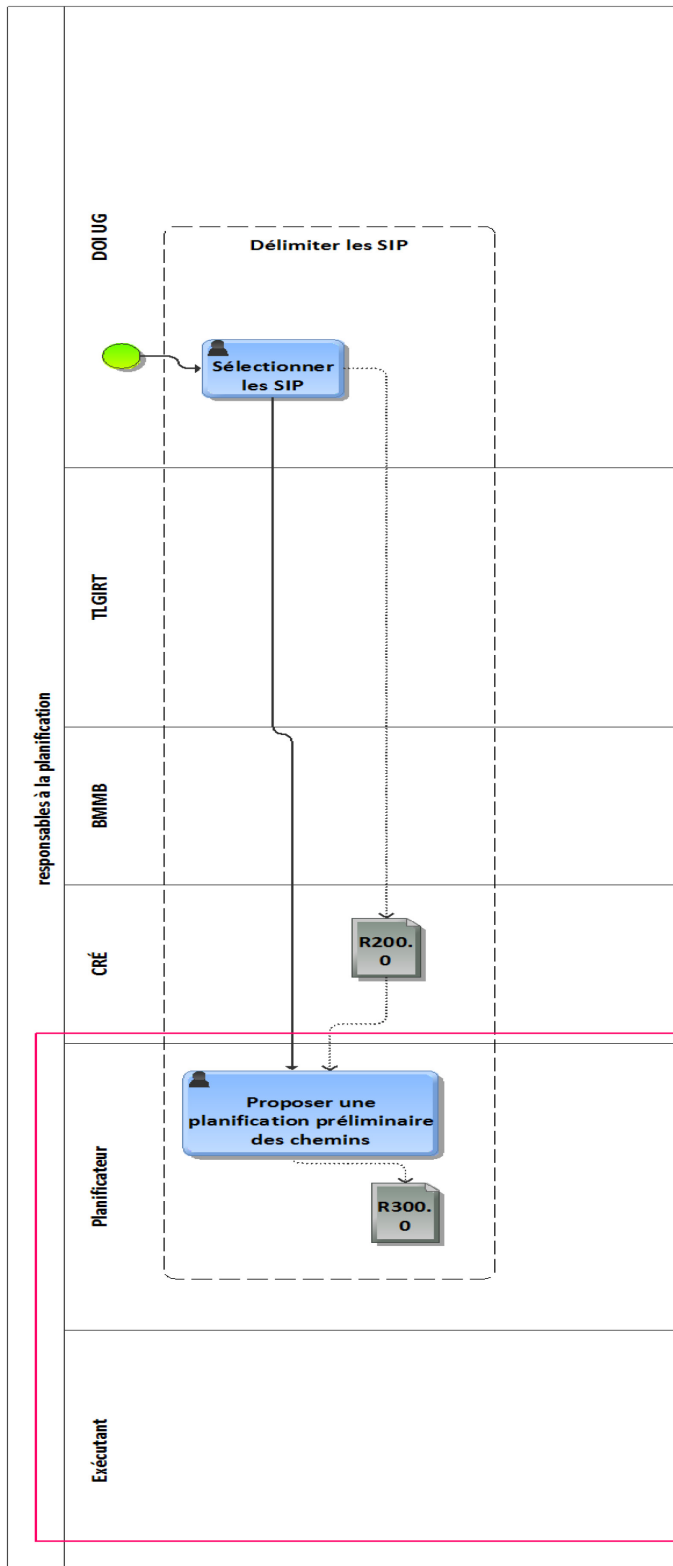 responsables à la planification
DOI UG
Délimiter les SIP
Sélectionner
les SIP
TLGIRT
BMMB
CRÉ
R200.
0
Planificateur
Proposer une
planification préliminaire
des chemins
R300.
0
Exécutant